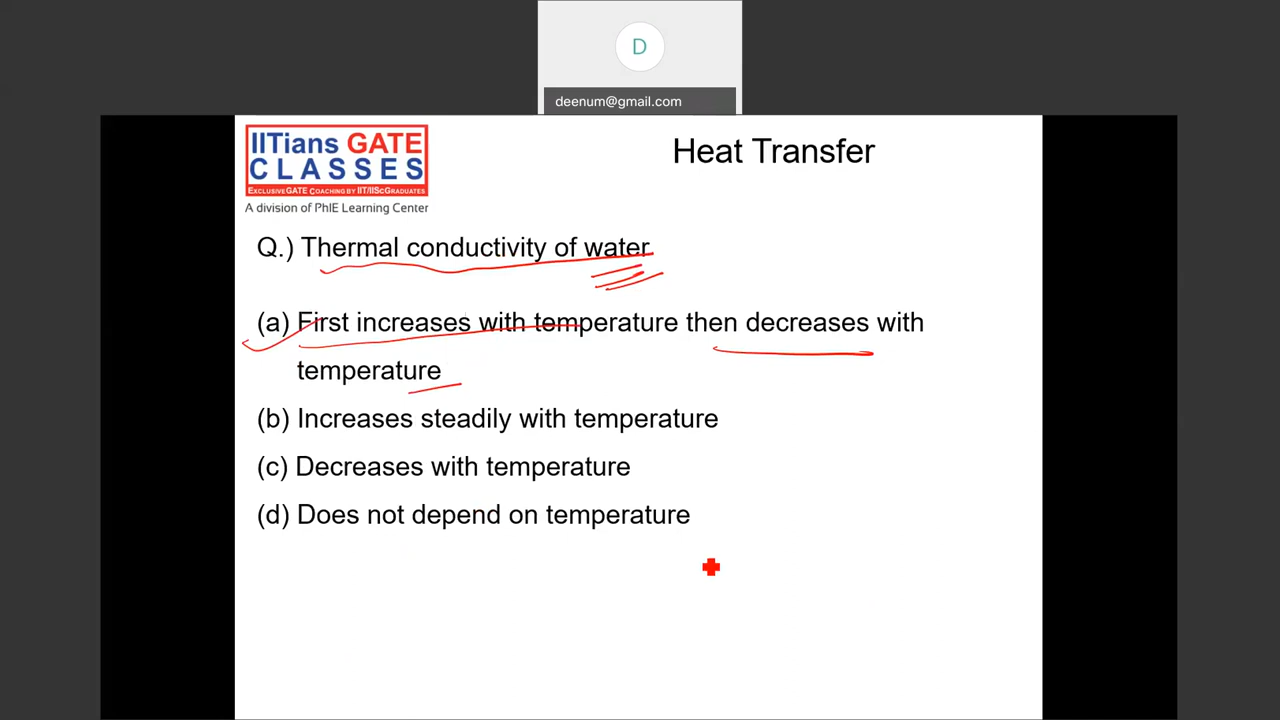 D
deenum@gmail.com
IITians GATE
CLASSES
EXCLUSIVE GATE COACHING BY IIT/IISc GRADUATES
A division of PhIE Learning Center
Heat Transfer
Q.) Thermal conductivity of water
(a) First increases with temperature then decreases with
temperature
(b) Increases steadily with temperature
(c) Decreases with temperature
(d) Does not depend on temperature